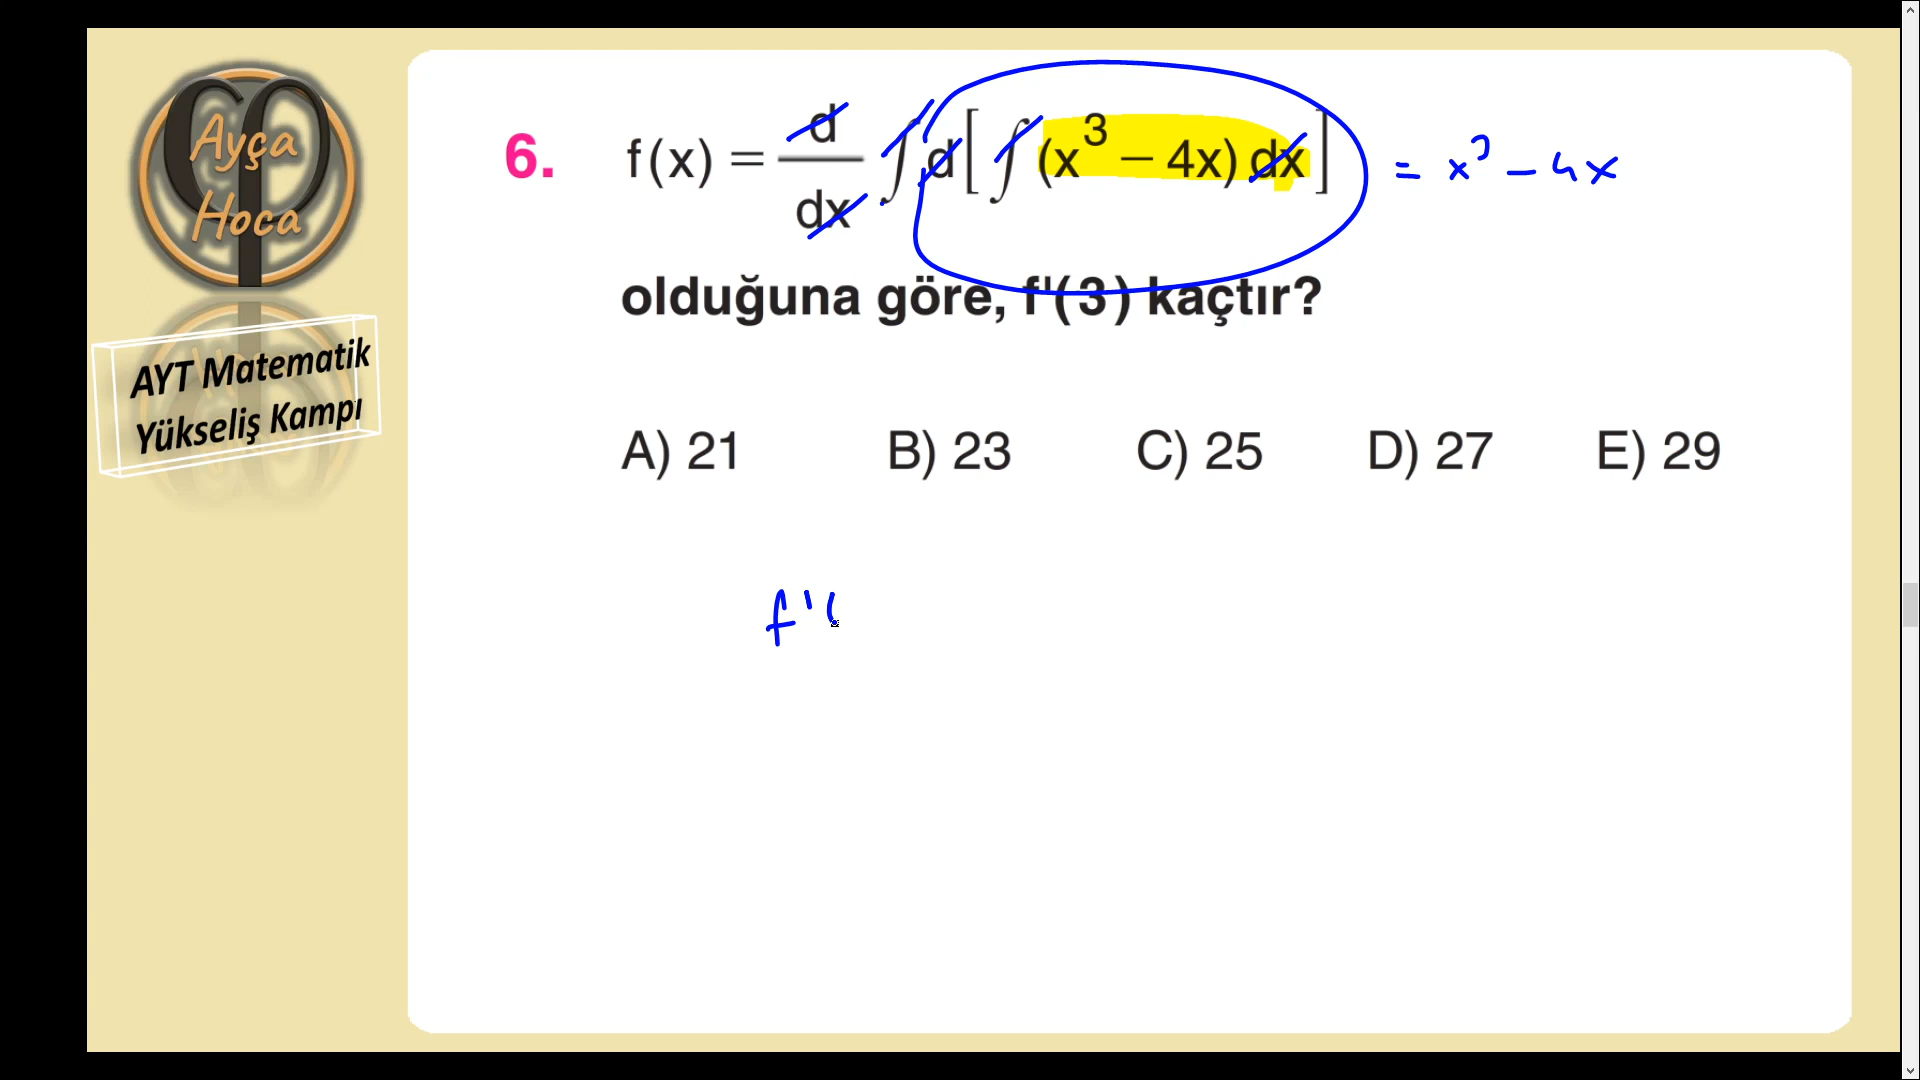 Ayça
Hoca
AYT Matematik
Yükseliş Kampı
6. f(x) = d/dx ∫ d[∫ (x³ − 4x) dx] = x³ − 4x
olduğuna göre, f'(3) kaçtır?
A) 21 B) 23 C) 25 D) 27 E) 29
f'(